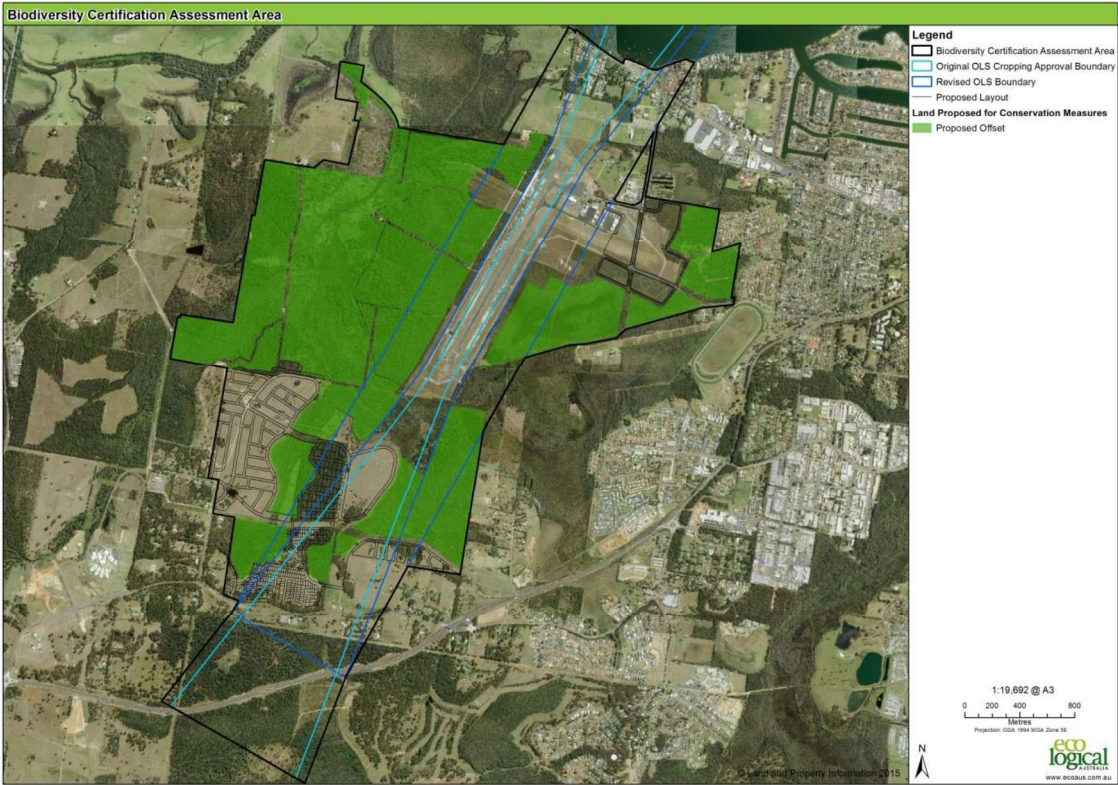 Biodiversity Certification Assessment Area
Legend
Biodiversity Certification Assessment Area
Original OLS Cropping Approval Boundary
Revised OLS Boundary
Proposed Layout
Land Proposed for Conservation Measures
Proposed Offset
1:19,692 @ A3
0 200 400 800
Metres
Projection: GDA 1994 MGA Zone 56
N
eco
logical
AUSTRALIA
www.ecoaus.com.au
© Land and Property Information 2015